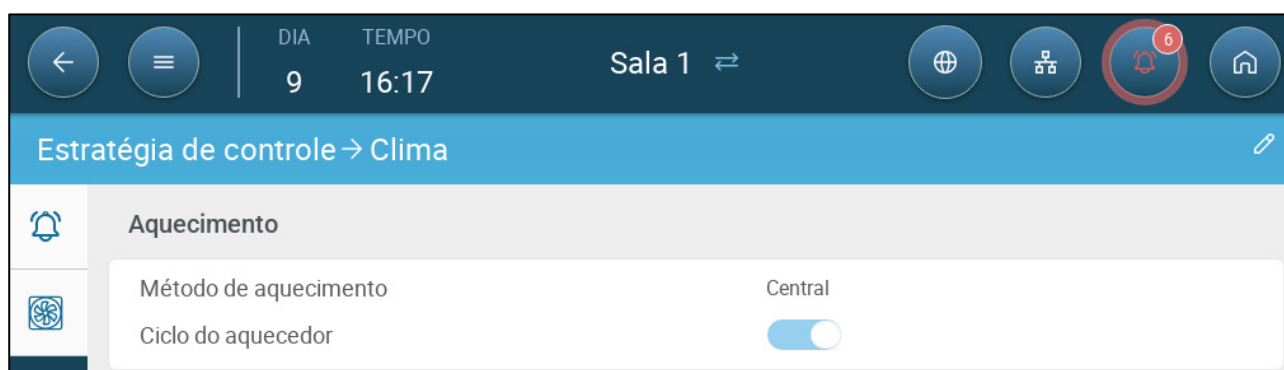 DIA TEMPO
9 16:17 Sala 1 6
Estratégia de controle → Clima
Aquecimento
Método de aquecimento Central
Ciclo do aquecedor